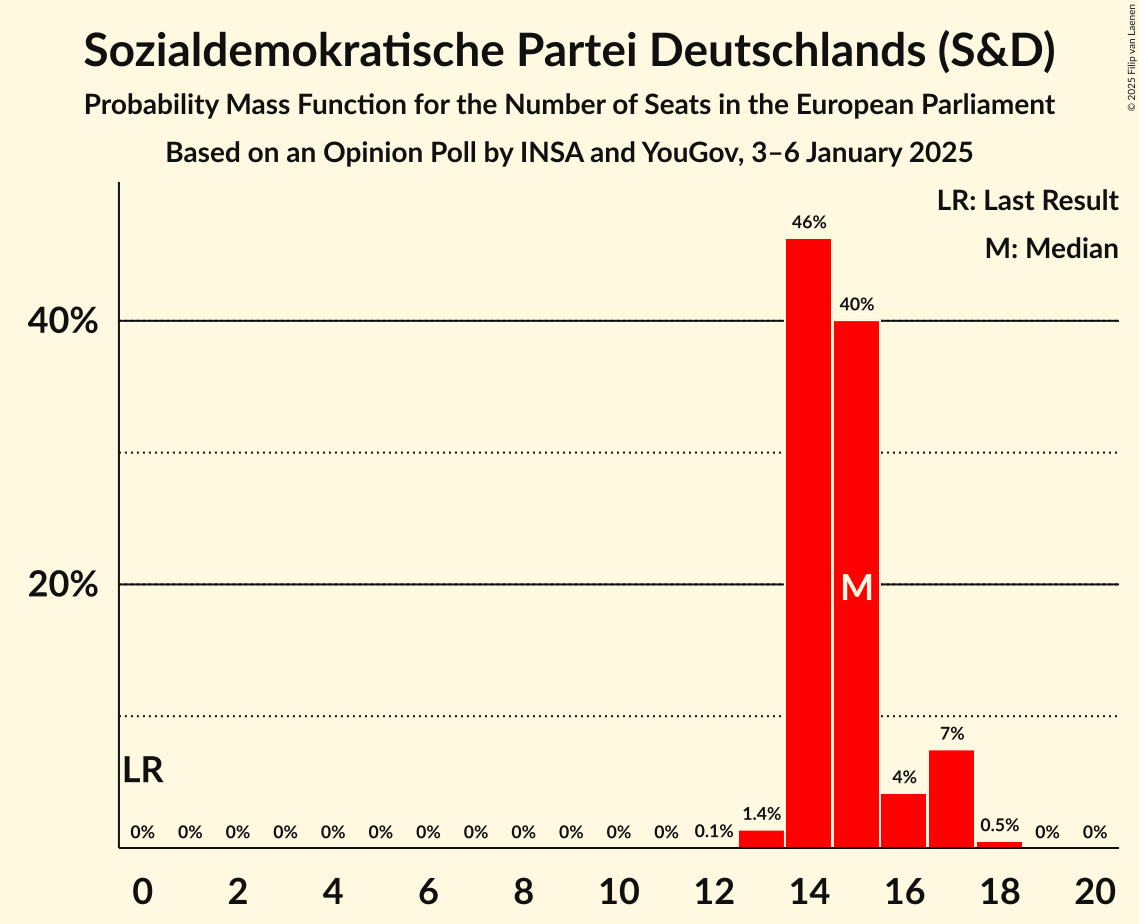 Sozialdemokratische Partei Deutschlands (S&D)
Probability Mass Function for the Number of Seats in the European Parliament
Based on an Opinion Poll by INSA and YouGov, 3–6 January 2025
© 2025 Filip van Laenen
LR: Last Result
M: Median
46%
40%
40%
20%
M
7%
LR
4%
1.4%
0% 0% 0% 0% 0% 0% 0% 0% 0% 0% 0% 0% 0.1% 0.5% 0% 0%
0 2 4 6 8 10 12 14 16 18 20